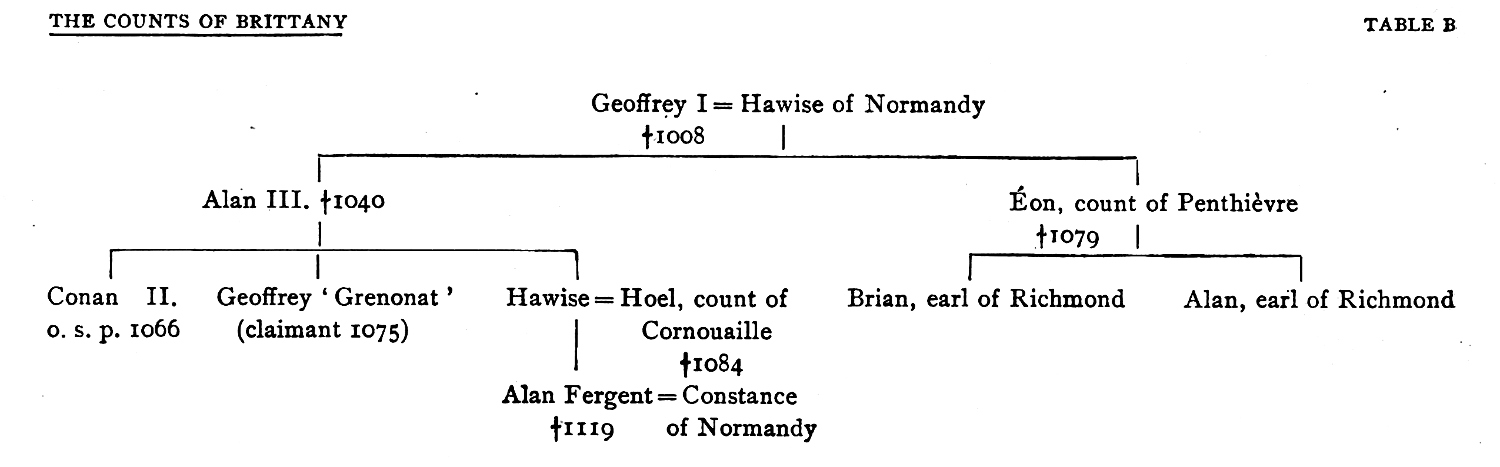 THE COUNTS OF BRITTANY
TABLE B
Geoffrey I = Hawise of Normandy
†1008
Alan III. †1040
Éon, count of Penthièvre
†1079
Conan II.
o. s. p. 1066
Geoffrey ‘ Grenonat ’
(claimant 1075)
Hawise = Hoel, count of
Cornouaille
†1084
Brian, earl of Richmond
Alan, earl of Richmond
Alan Fergent = Constance
†1119 of Normandy